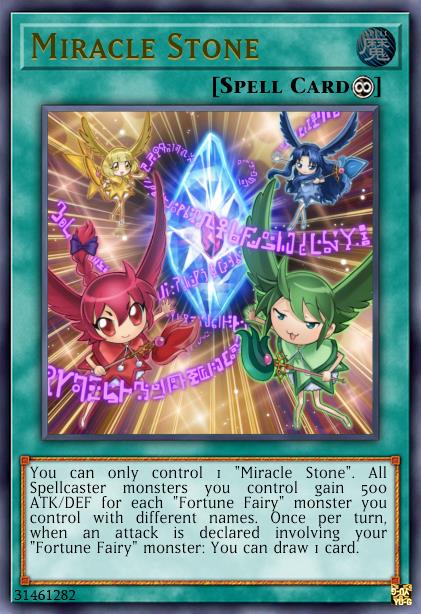 Miracle Stone
魔
[Spell Card]
You can only control 1 "Miracle Stone". All
Spellcaster monsters you control gain 500
ATK/DEF for each "Fortune Fairy" monster you
control with different names. Once per turn,
when an attack is declared involving your
"Fortune Fairy" monster: You can draw 1 card.
31461282